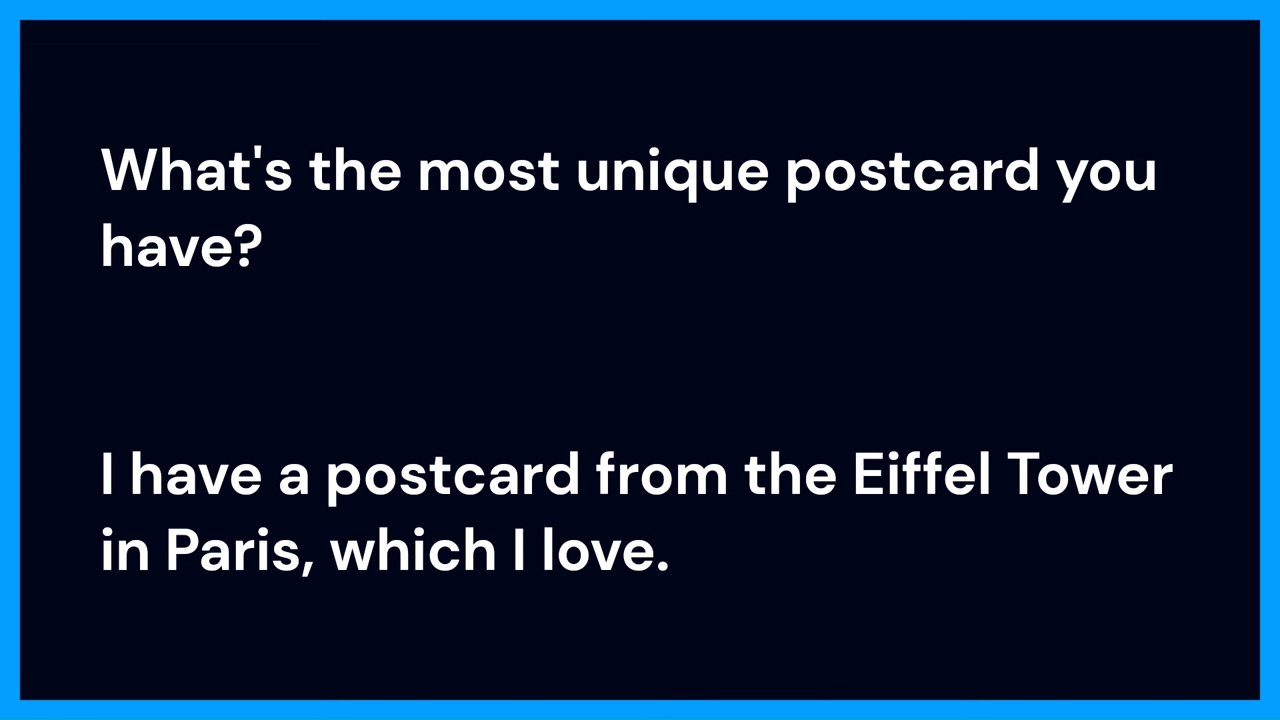 What's the most unique postcard you
have?
I have a postcard from the Eiffel Tower
in Paris, which I love.